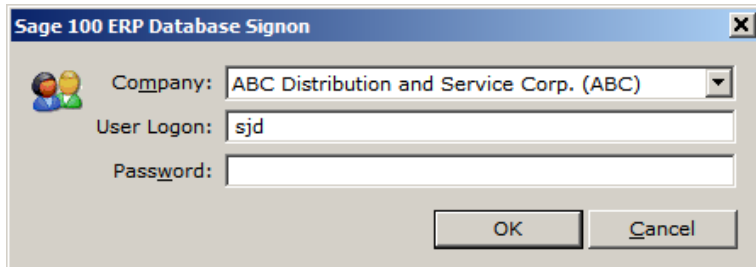 Sage 100 ERP Database Signon
Company: ABC Distribution and Service Corp. (ABC)
User Logon: sjd
Password:
OK Cancel